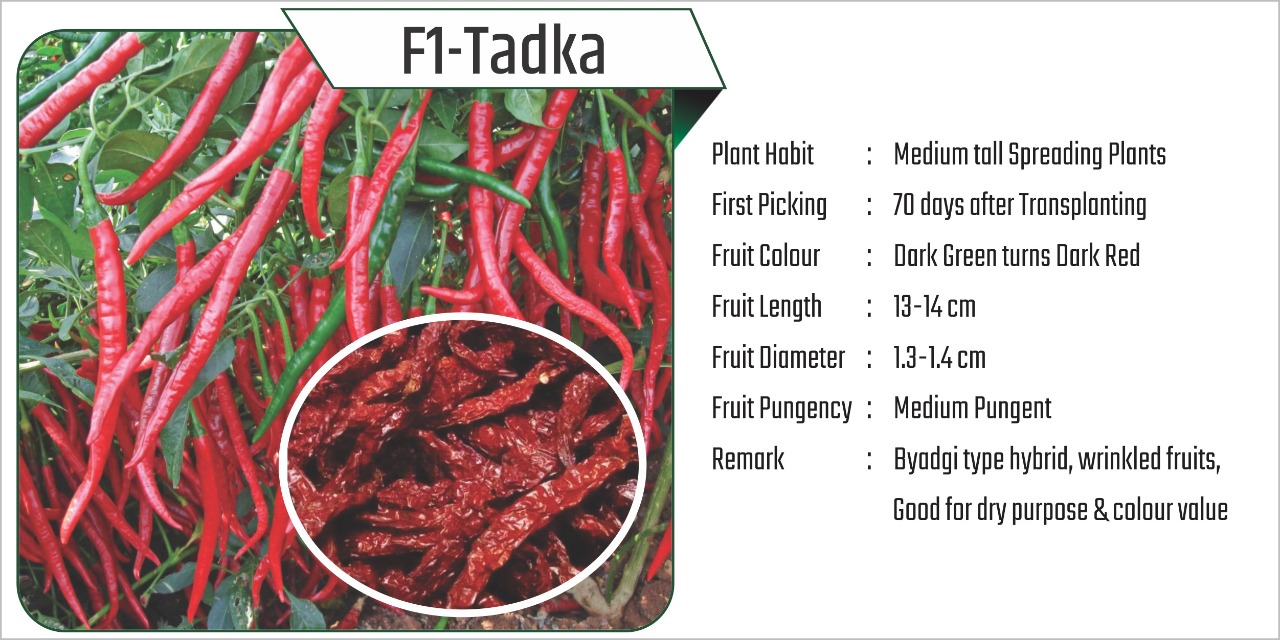 F1-Tadka
Plant Habit : Medium tall Spreading Plants
First Picking : 70 days after Transplanting
Fruit Colour : Dark Green turns Dark Red
Fruit Length : 13-14 cm
Fruit Diameter : 1.3-1.4 cm
Fruit Pungency : Medium Pungent
Remark : Byadgi type hybrid, wrinkled fruits,
Good for dry purpose & colour value